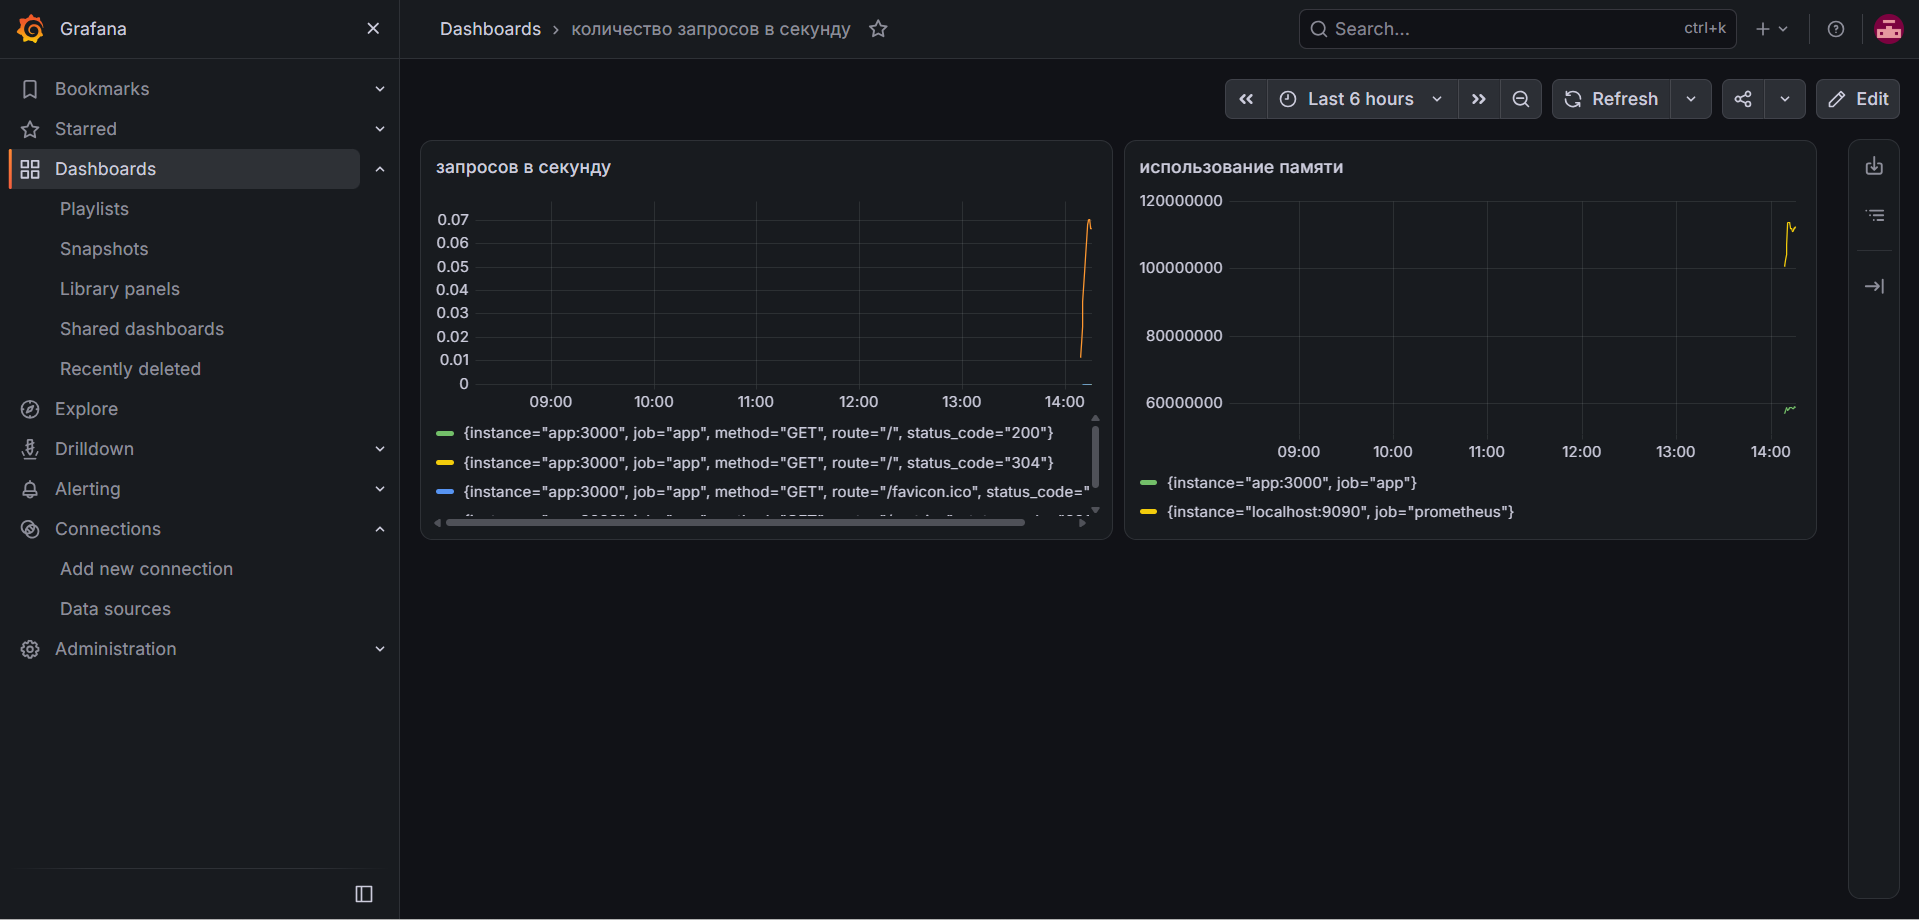 Grafana
Dashboards › количество запросов в секунду
Search...
ctrl+k
Bookmarks
Starred
Dashboards
Playlists
Snapshots
Library panels
Shared dashboards
Recently deleted
Explore
Drilldown
Alerting
Connections
Add new connection
Data sources
Administration
Last 6 hours
Refresh
Edit
запросов в секунду
0.07
0.06
0.05
0.04
0.03
0.02
0.01
0
09:00 10:00 11:00 12:00 13:00 14:00
{instance="app:3000", job="app", method="GET", route="/", status_code="200"}
{instance="app:3000", job="app", method="GET", route="/", status_code="304"}
{instance="app:3000", job="app", method="GET", route="/favicon.ico", status_code="
использование памяти
120000000
100000000
80000000
60000000
09:00 10:00 11:00 12:00 13:00 14:00
{instance="app:3000", job="app"}
{instance="localhost:9090", job="prometheus"}